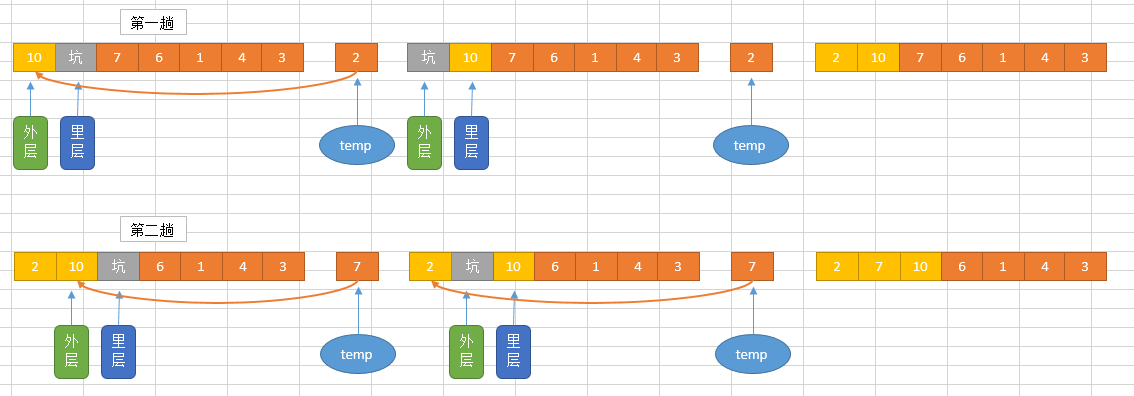 第一趟
10 坑 7 6 1 4 3 2 坑 10 7 6 1 4 3 2 2 10 7 6 1 4 3
外层 里层 temp 外层 里层 temp
第二趟
2 10 坑 6 1 4 3 7 2 坑 10 6 1 4 3 7 2 7 10 6 1 4 3
外层 里层 temp 外层 里层 temp